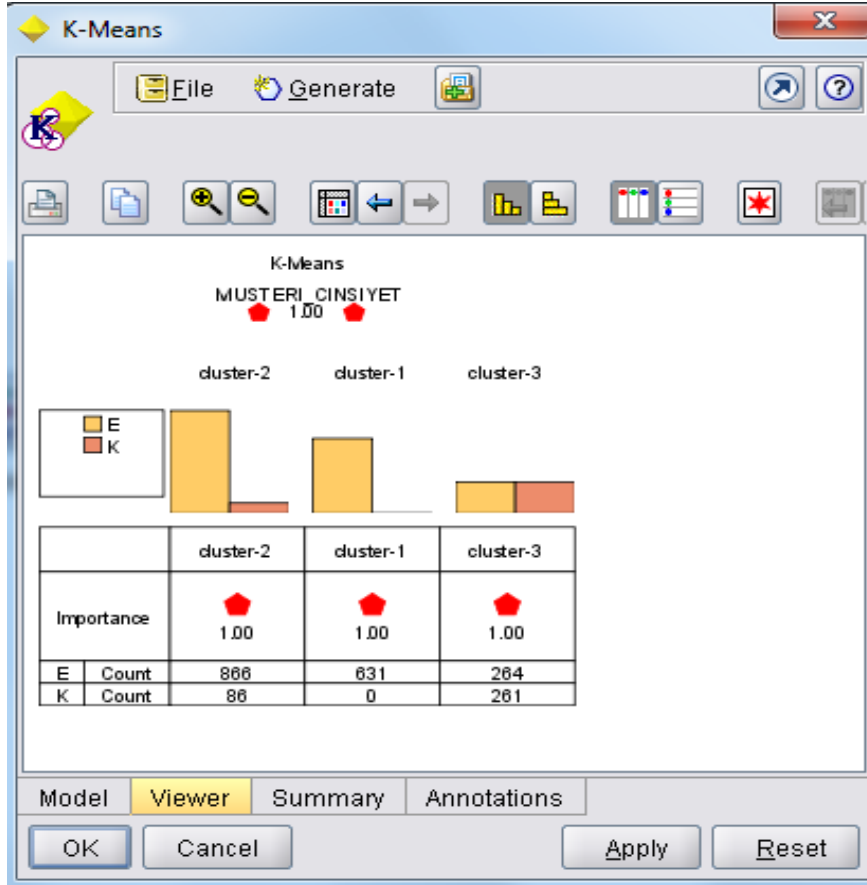 K-Means
File Generate
K-Means
MUSTERI_CINSIYET
1.00
cluster-2 cluster-1 cluster-3
E
K
cluster-2 cluster-1 cluster-3
Importance 1.00 1.00 1.00
E Count 866 631 264
K Count 86 0 261
Model Viewer Summary Annotations
OK Cancel Apply Reset